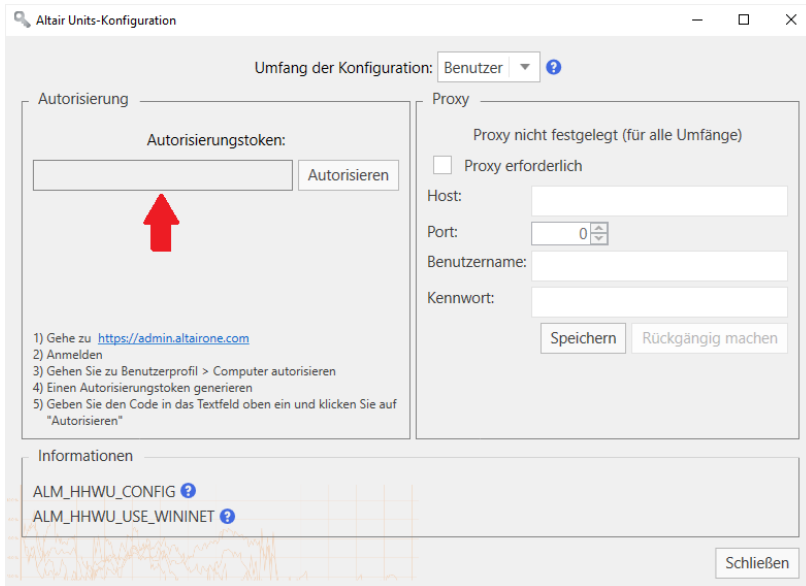 Altair Units-Konfiguration
Umfang der Konfiguration: Benutzer
Autorisierung
Autorisierungstoken:
Autorisieren
1) Gehe zu https://admin.altairone.com
2) Anmelden
3) Gehen Sie zu Benutzerprofil > Computer autorisieren
4) Einen Autorisierungstoken generieren
5) Geben Sie den Code in das Textfeld oben ein und klicken Sie auf
"Autorisieren"
Proxy
Proxy nicht festgelegt (für alle Umfänge)
Proxy erforderlich
Host:
Port: 0
Benutzername:
Kennwort:
Speichern Rückgängig machen
Informationen
ALM_HHWU_CONFIG ?
ALM_HHWU_USE_WININET ?
Schließen